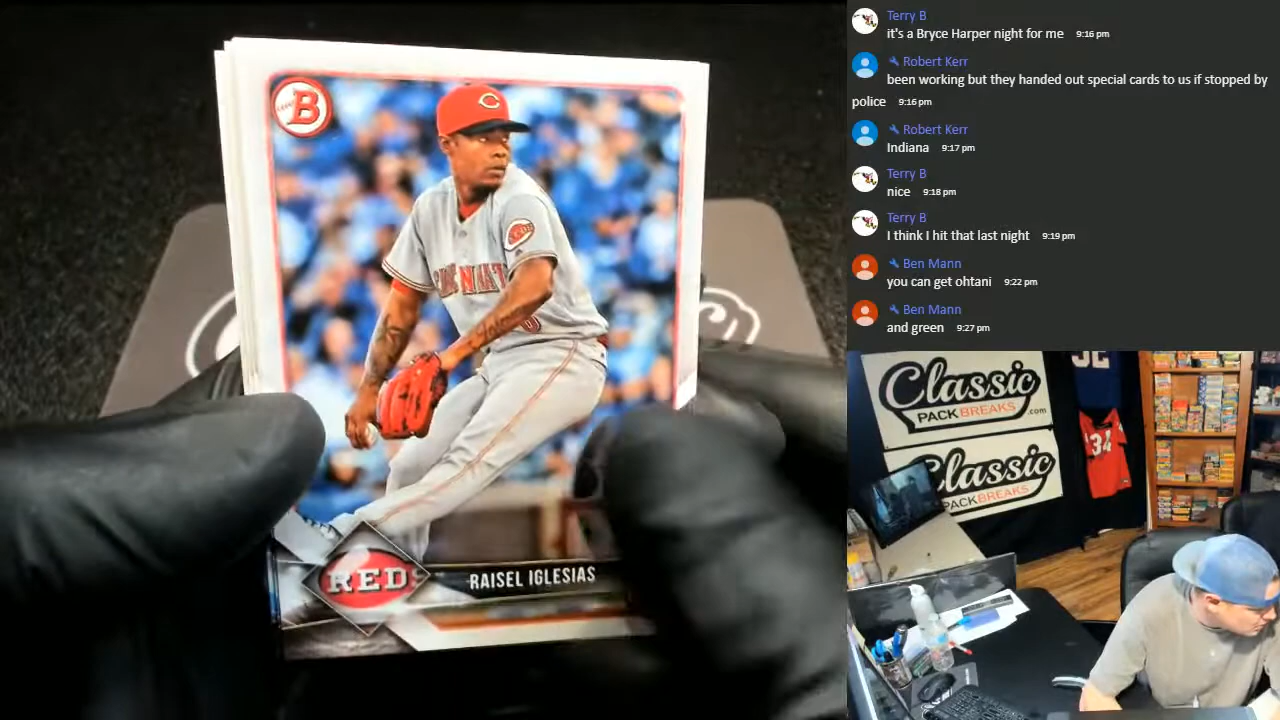 B
C
REDS
CINCINNATI
REDS
RAISEL IGLESIAS
Terry B
it's a Bryce Harper night for me 9:16 pm
Robert Kerr
been working but they handed out special cards to us if stopped by
police 9:16 pm
Robert Kerr
Indiana 9:17 pm
Terry B
nice 9:18 pm
Terry B
I think I hit that last night 9:19 pm
Ben Mann
you can get ohtani 9:22 pm
Ben Mann
and green 9:27 pm
Classic
PACK BREAKS.com
Classic
PACK BREAKS
34